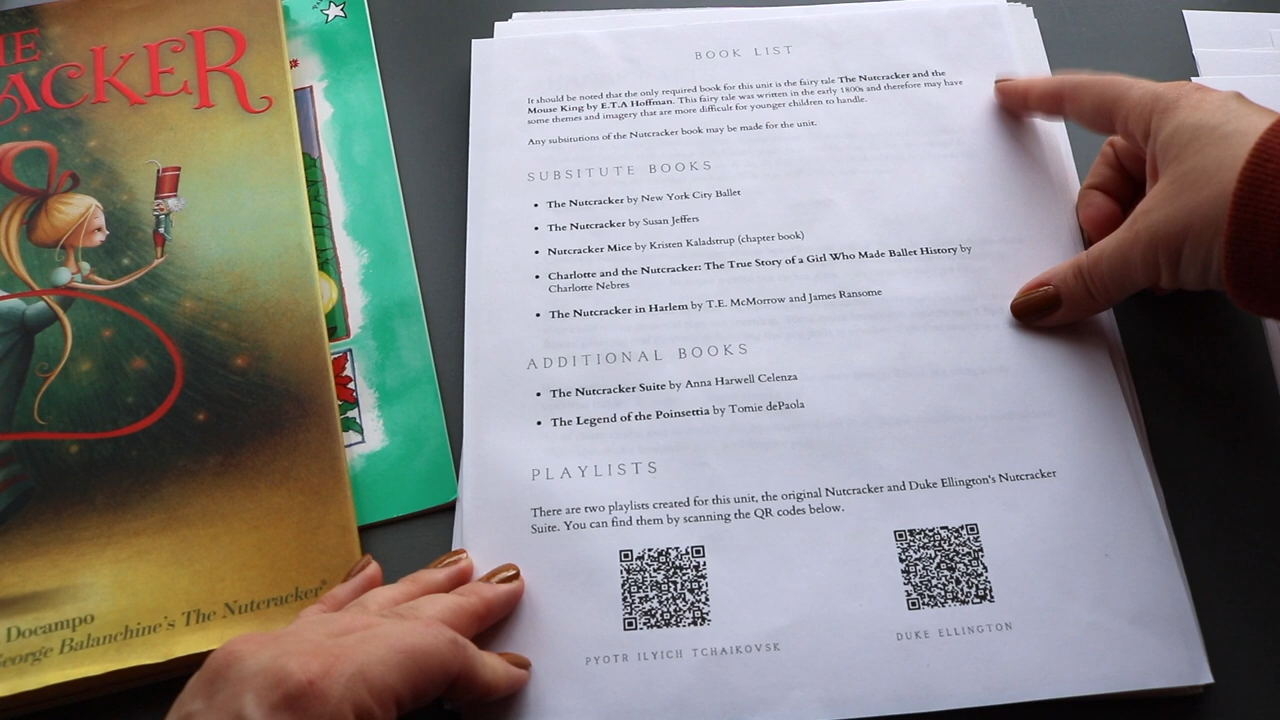 IE
ACKER
Docampo
George Balanchine's The Nutcracker®
BOOK LIST
It should be noted that the only required book for this unit is the fairy tale The Nutcracker and the
Mouse King by E.T.A Hoffman. This fairy tale was written in the early 1800s and therefore may have
some themes and imagery that are more difficult for younger children to handle.
Any subsitutions of the Nutcracker book may be made for the unit.
SUBSITUTE BOOKS
• The Nutcracker by New York City Ballet
• The Nutcracker by Susan Jeffers
• Nutcracker Mice by Kristen Kaladstrup (chapter book)
• Charlotte and the Nutcracker: The True Story of a Girl Who Made Ballet History by
Charlotte Nebres
• The Nutcracker in Harlem by T.E. McMorrow and James Ransome
ADDITIONAL BOOKS
• The Nutcracker Suite by Anna Harwell Celenza
• The Legend of the Poinsettia by Tomie dePaola
PLAYLISTS
There are two playlists created for this unit, the original Nutcracker and Duke Ellington's Nutcracker
Suite. You can find them by scanning the QR codes below.
PYOTR ILYICH TCHAIKOVSK
DUKE ELLINGTON